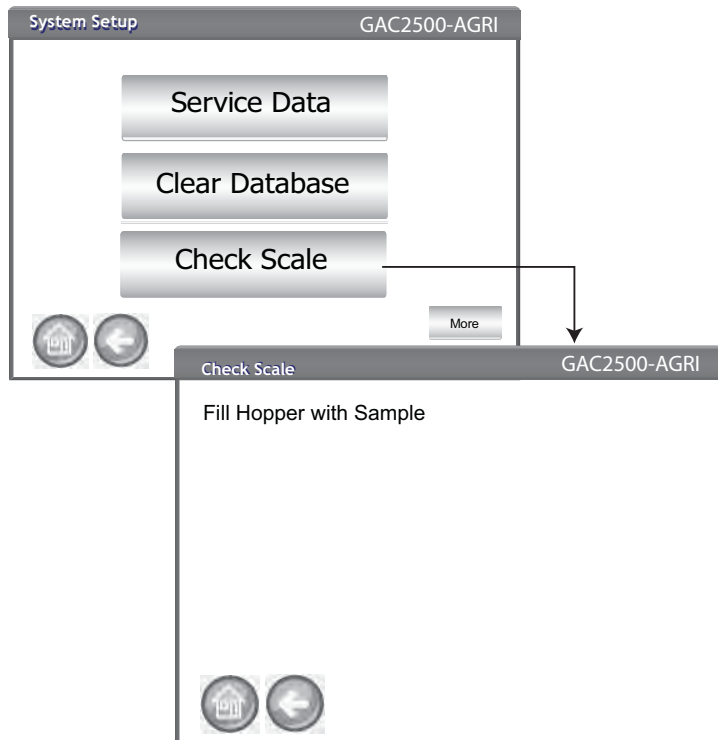 System Setup GAC2500-AGRI
Service Data
Clear Database
Check Scale
More
Check Scale GAC2500-AGRI
Fill Hopper with Sample